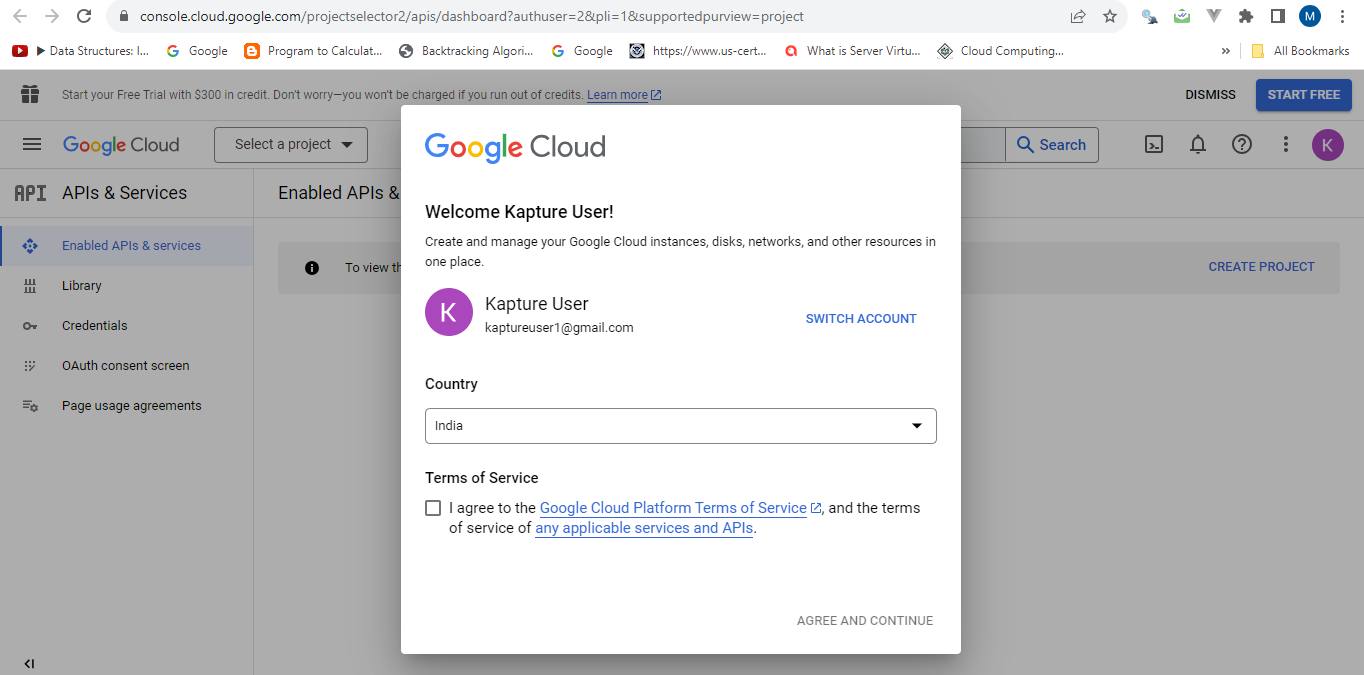 console.cloud.google.com/projectselector2/apis/dashboard?authuser=2&pli=1&supportedpurview=project
M
Data Structures: I...
Google
Program to Calculat...
Backtracking Algori...
Google
https://www.us-cert...
What is Server Virtu...
Cloud Computing...
»
All Bookmarks
Start your Free Trial with $300 in credit. Don't worry—you won't be charged if you run out of credits. Learn more
DISMISS
START FREE
Google Cloud
Select a project
Search
K
API
APIs & Services
Enabled APIs &
Enabled APIs & services
Library
Credentials
OAuth consent screen
Page usage agreements
To view th
CREATE PROJECT
Google Cloud
Welcome Kapture User!
Create and manage your Google Cloud instances, disks, networks, and other resources in
one place.
K
Kapture User
kaptureuser1@gmail.com
SWITCH ACCOUNT
Country
India
Terms of Service
I agree to the Google Cloud Platform Terms of Service, and the terms
of service of any applicable services and APIs.
AGREE AND CONTINUE